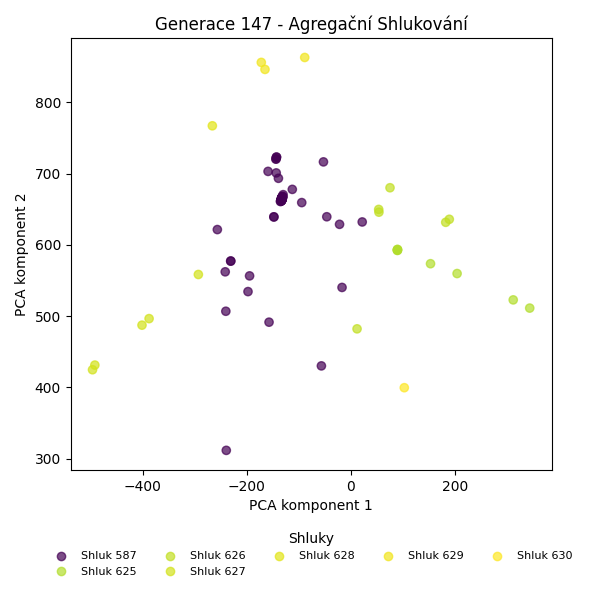 Generace 147 - Agregační Shlukování
PCA komponent 2
800
700
600
500
400
300
−400
−200
0
200
PCA komponent 1
Shluky
Shluk 587
Shluk 626
Shluk 628
Shluk 629
Shluk 630
Shluk 625
Shluk 627